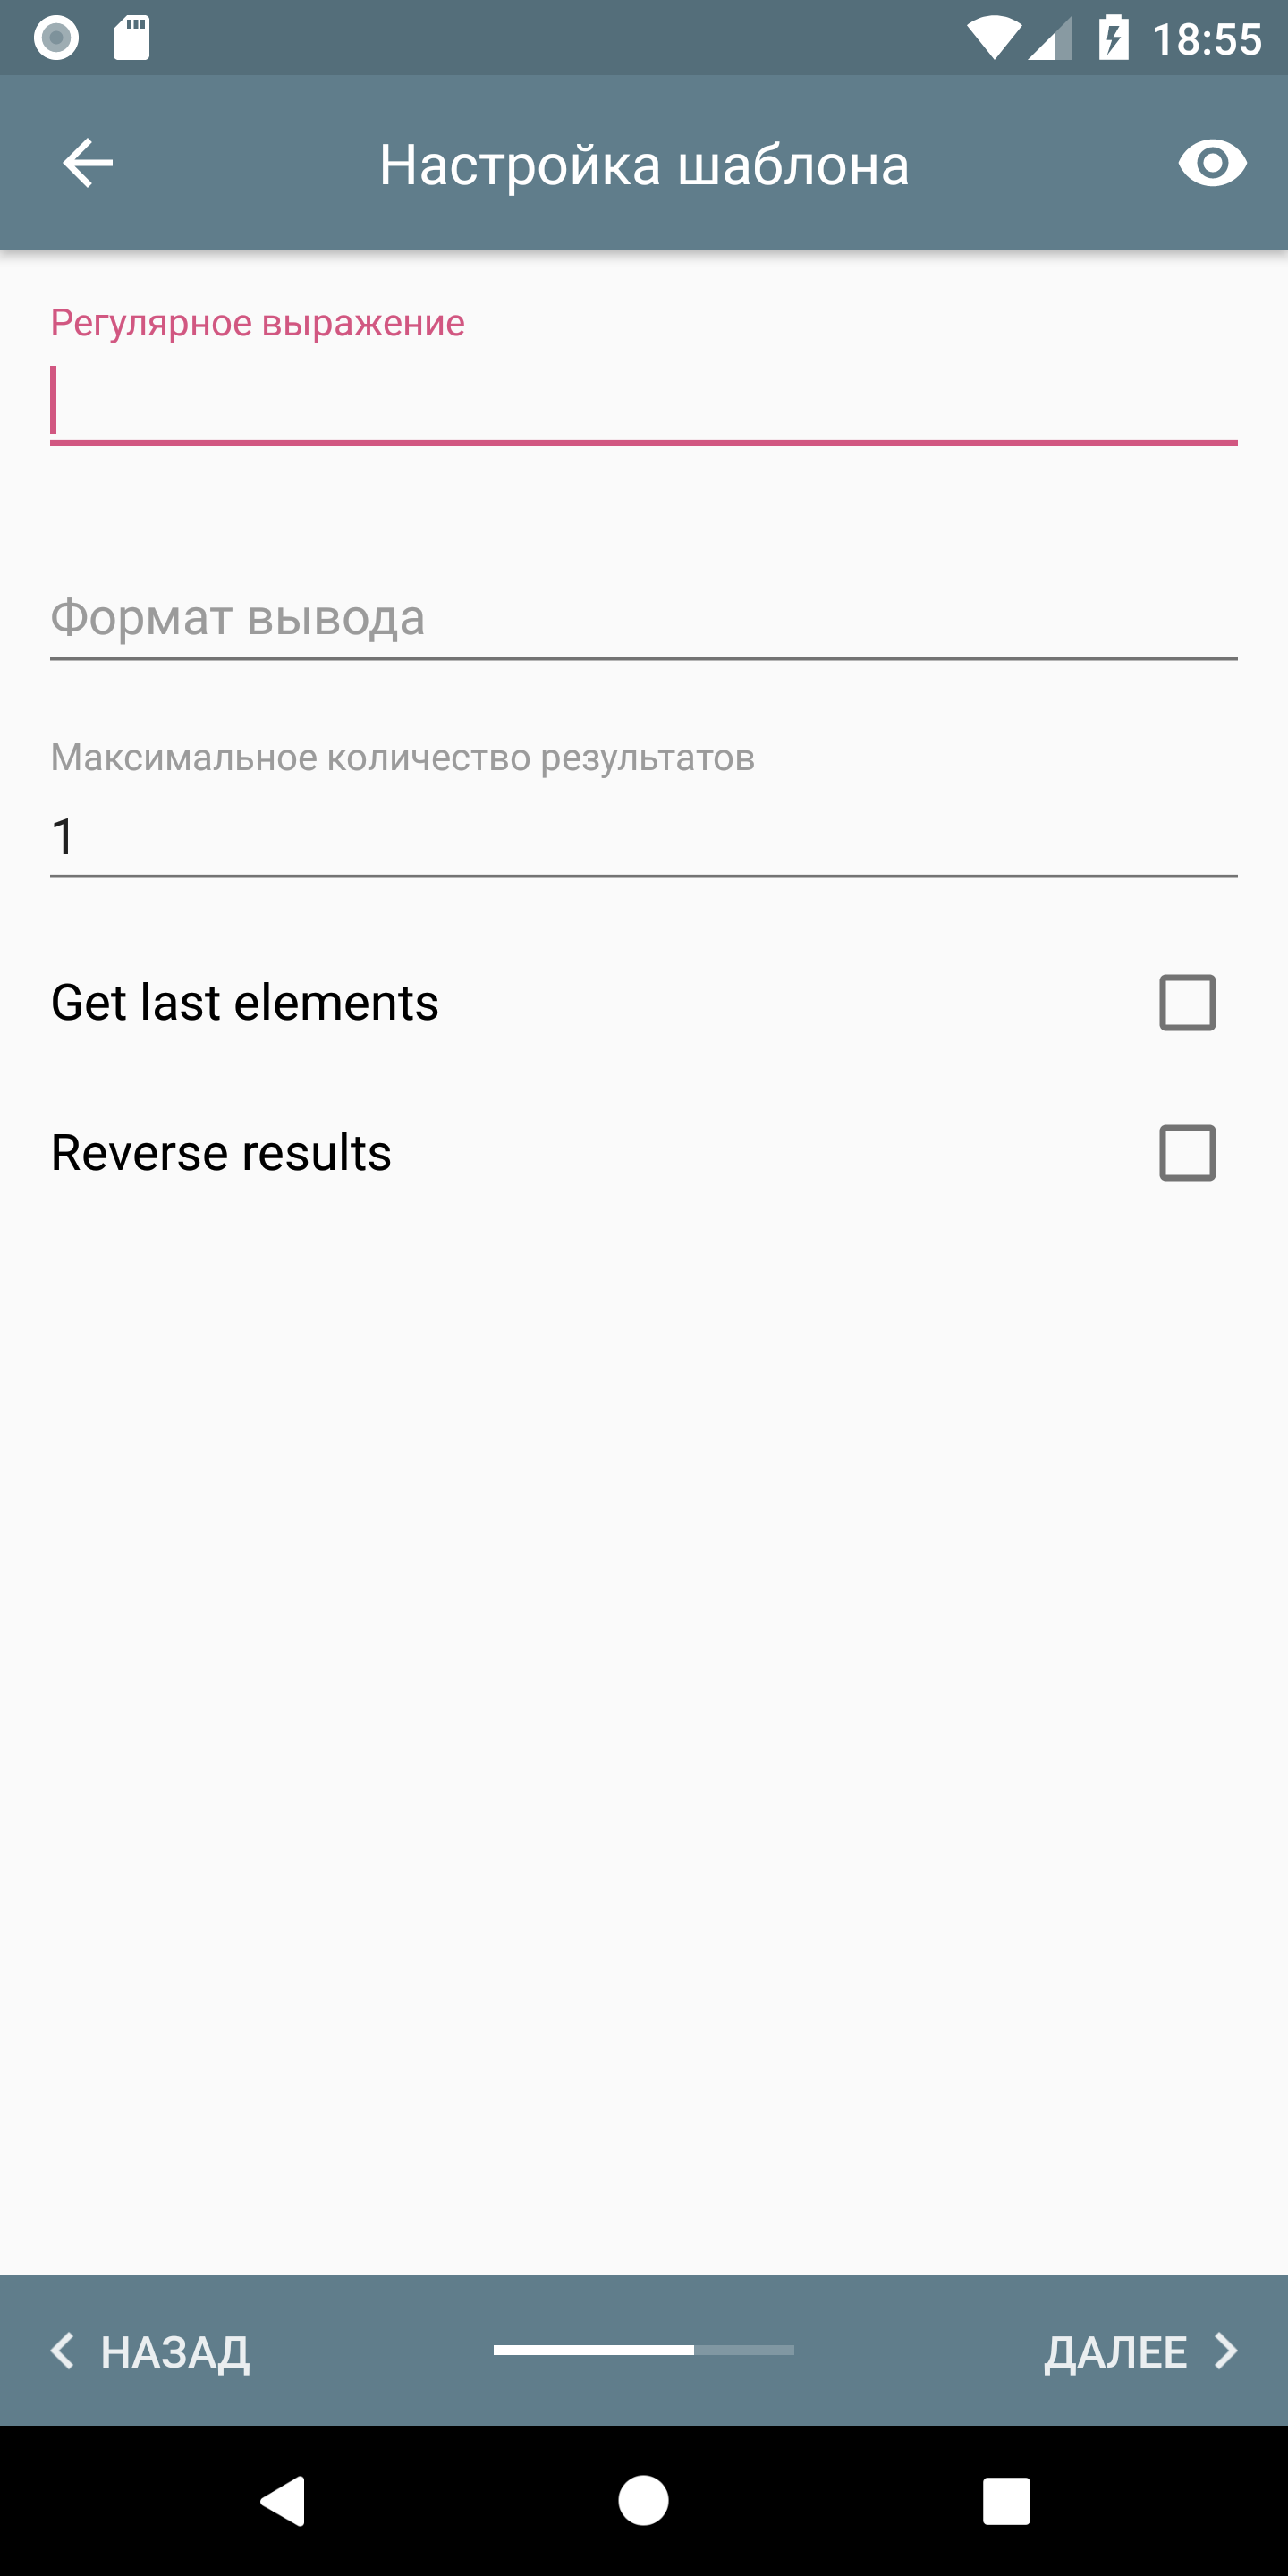 18:55
Настройка шаблона
Регулярное выражение
Формат вывода
Максимальное количество результатов
1
Get last elements
Reverse results
НАЗАД
ДАЛЕЕ